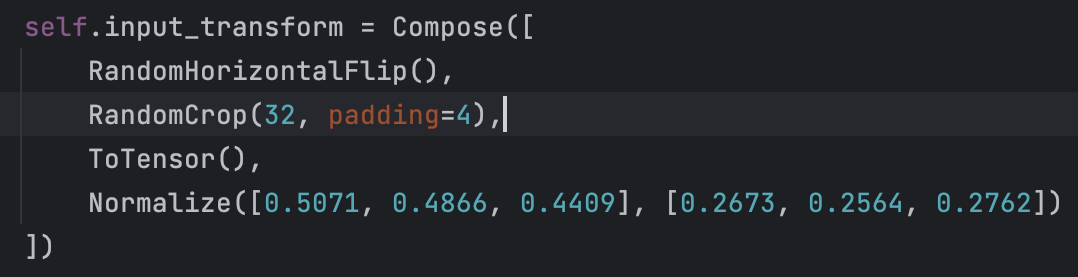 self.input_transform = Compose([
    RandomHorizontalFlip(),
    RandomCrop(32, padding=4),
    ToTensor(),
    Normalize([0.5071, 0.4866, 0.4409], [0.2673, 0.2564, 0.2762])
])